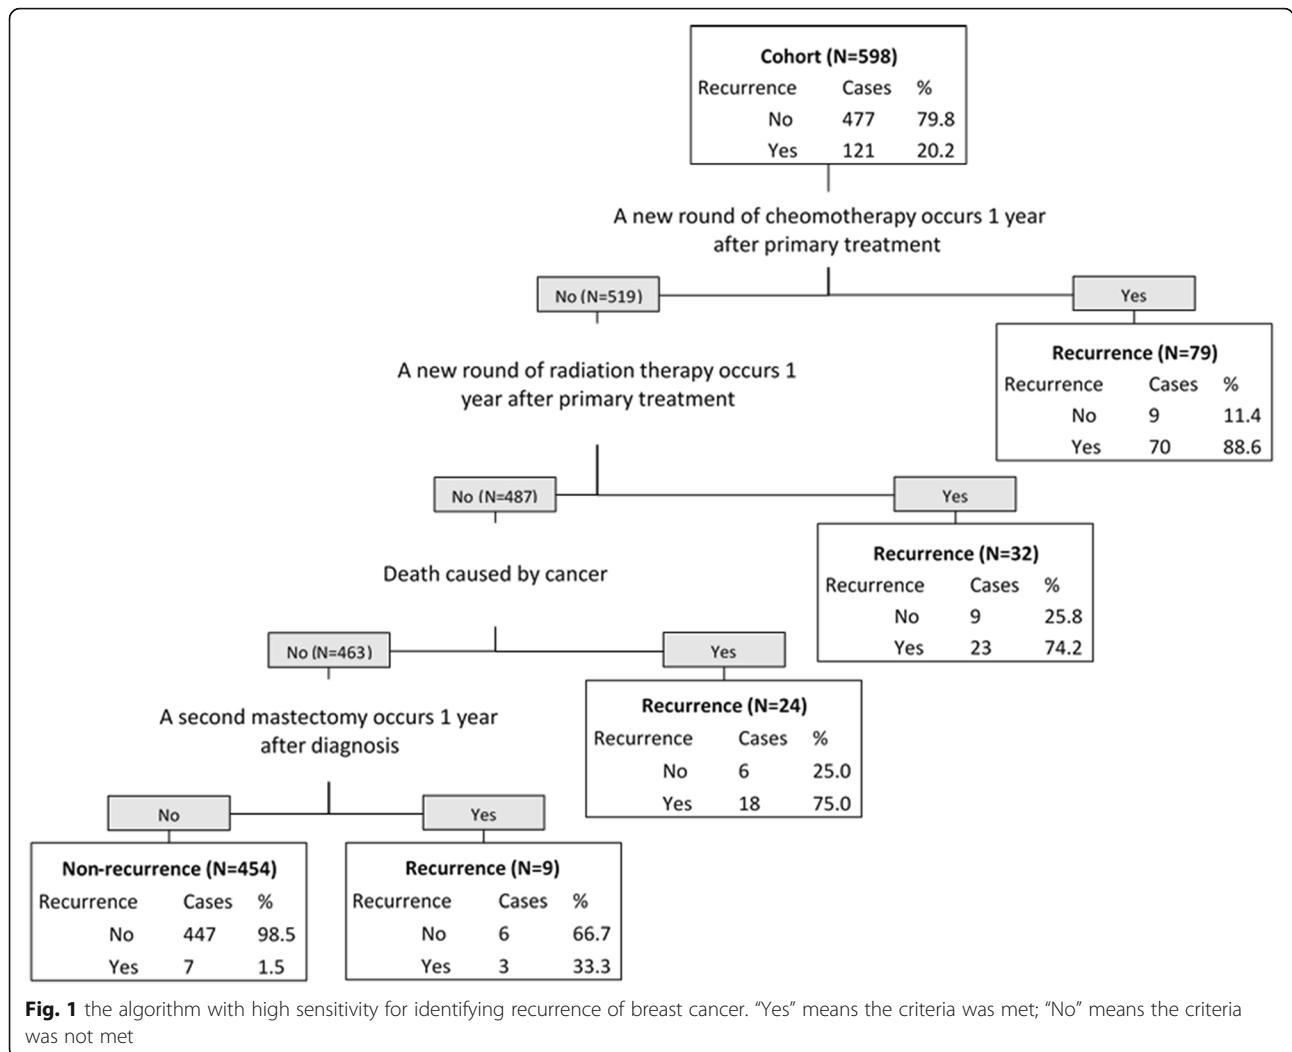 Cohort (N=598)
Recurrence Cases %
No 477 79.8
Yes 121 20.2
A new round of cheomotherapy occurs 1 year
after primary treatment
No (N=519)
Yes
Recurrence (N=79)
Recurrence Cases %
No 9 11.4
Yes 70 88.6
A new round of radiation therapy occurs 1
year after primary treatment
No (N=487)
Yes
Recurrence (N=32)
Recurrence Cases %
No 9 25.8
Yes 23 74.2
Death caused by cancer
No (N=463)
Yes
Recurrence (N=24)
Recurrence Cases %
No 6 25.0
Yes 18 75.0
A second mastectomy occurs 1 year
after diagnosis
No
Yes
Non-recurrence (N=454)
Recurrence Cases %
No 447 98.5
Yes 7 1.5
Recurrence (N=9)
Recurrence Cases %
No 6 66.7
Yes 3 33.3
Fig. 1 the algorithm with high sensitivity for identifying recurrence of breast cancer. “Yes” means the criteria was met; “No” means the criteria
was not met